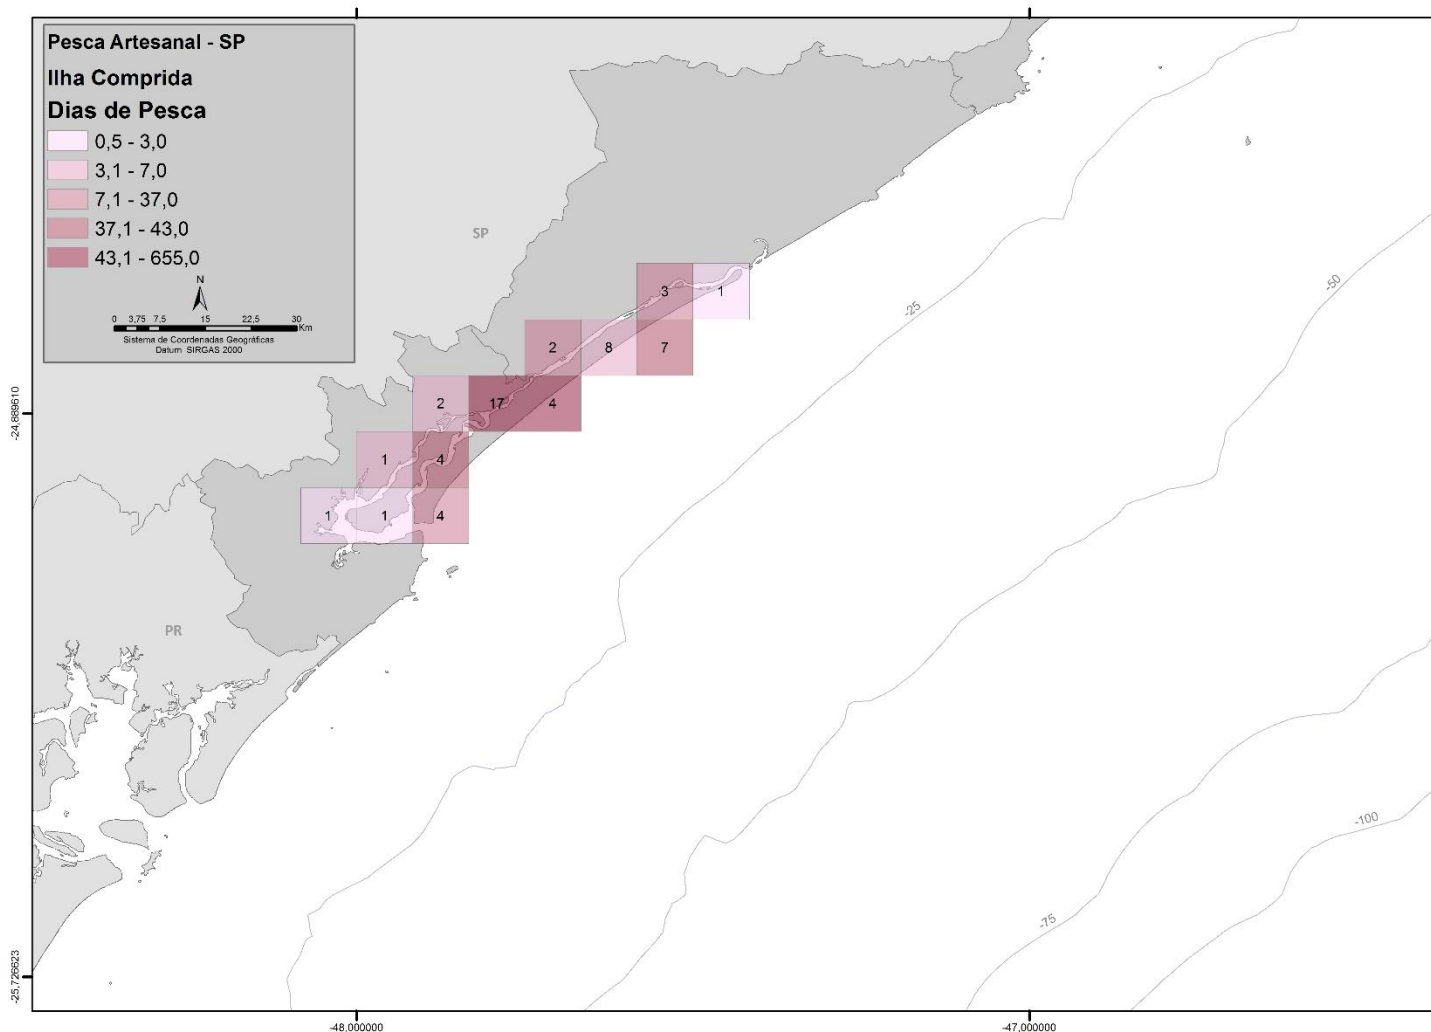 Pesca Artesanal - SP
Ilha Comprida
Dias de Pesca
0,5 - 3,0
3,1 - 7,0
7,1 - 37,0
37,1 - 43,0
43,1 - 655,0
N
0 3,75 7,5 15 22,5 30
Km
Sistema de Coordenadas Geográficas
Datum SIRGAS 2000
SP
-50
-25
3 1
2 8 7
2 17 4
1 4
1 1 4
PR
-100
-75
-24,889610
-25,726623
-48,000000
-47,000000